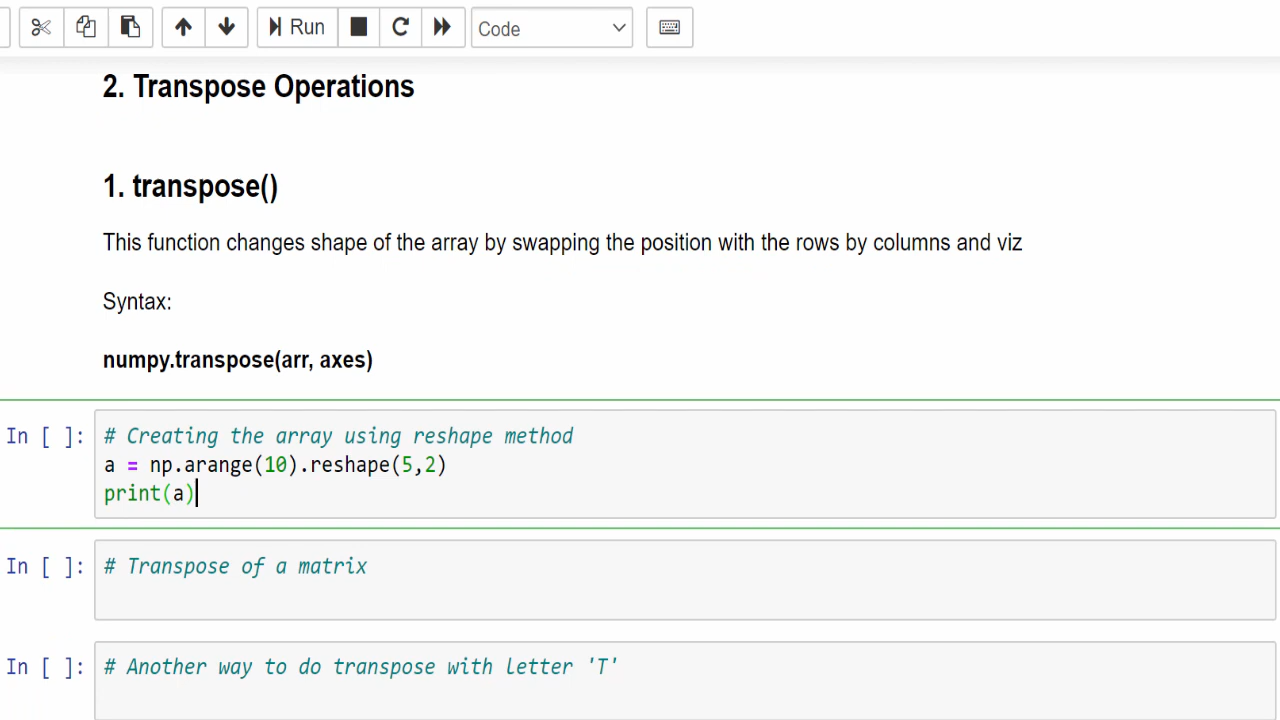 Run
Code
2. Transpose Operations
1. transpose()
This function changes shape of the array by swapping the position with the rows by columns and viz
Syntax:
numpy.transpose(arr, axes)
In [ ]:
# Creating the array using reshape method
a = np.arange(10).reshape(5,2)
print(a)
In [ ]:
# Transpose of a matrix
In [ ]:
# Another way to do transpose with letter 'T'